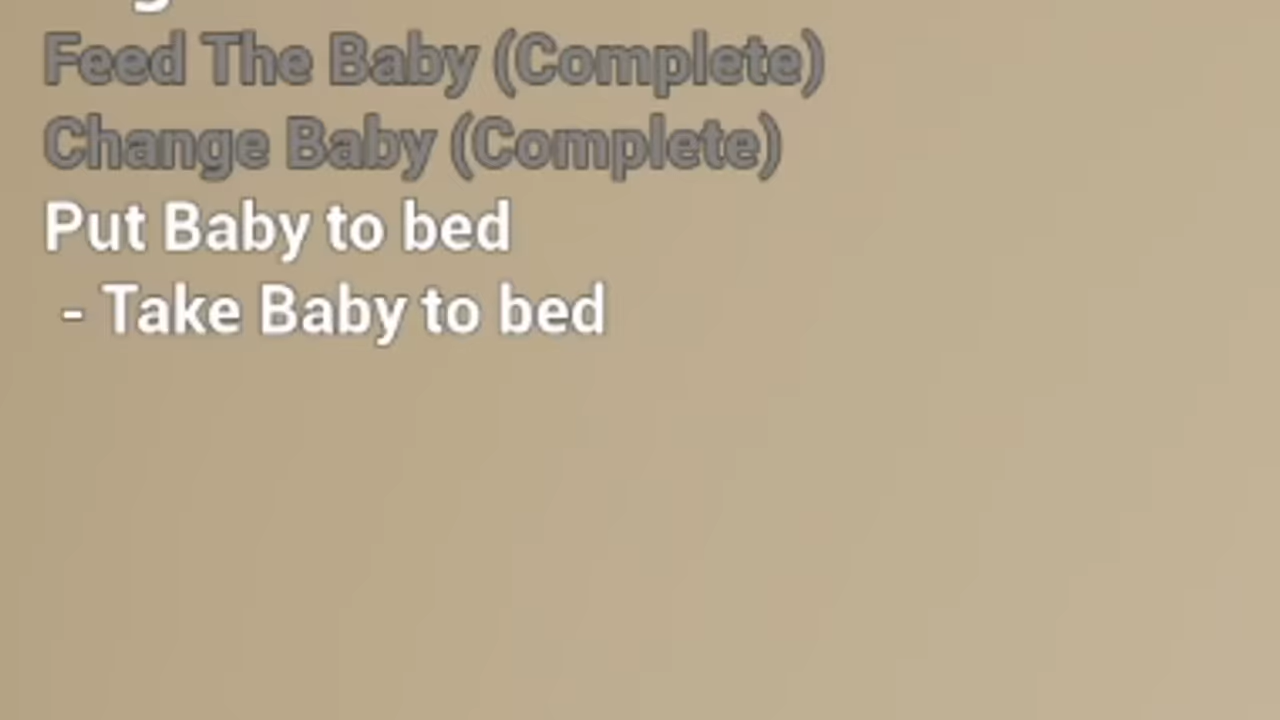 Feed The Baby (Complete)
Change Baby (Complete)
Put Baby to bed
- Take Baby to bed